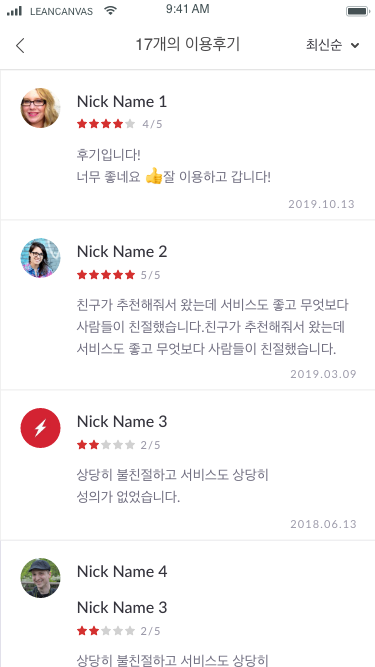 LEANCANVAS
9:41 AM
17개의 이용후기
최신순
Nick Name 1
4/5
후기입니다!
너무 좋네요 👍잘 이용하고 갑니다!
2019.10.13
Nick Name 2
5/5
친구가 추천해줘서 왔는데 서비스도 좋고 무엇보다
사람들이 친절했습니다.친구가 추천해줘서 왔는데
서비스도 좋고 무엇보다 사람들이 친절했습니다.
2019.03.09
Nick Name 3
2/5
상당히 불친절하고 서비스도 상당히
성의가 없었습니다.
2018.06.13
Nick Name 4
Nick Name 3
2/5
상당히 불친절하고 서비스도 상당히